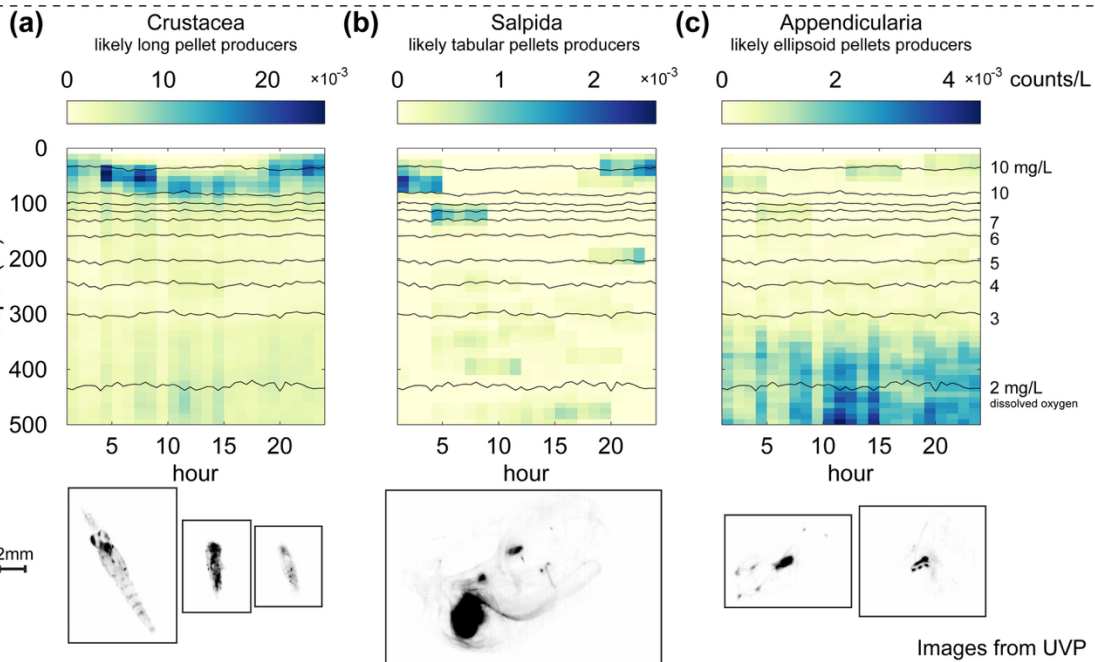 (a) Crustacea
likely long pellet producers
0 10 20 ×10⁻³
(b) Salpida
likely tabular pellets producers
0 1 2 ×10⁻³
(c) Appendicularia
likely ellipsoid pellets producers
0 2 4 ×10⁻³ counts/L
0
100
200
300
400
500
10 mg/L
10
7
6
5
4
3
2 mg/L
dissolved oxygen
5 10 15 20
hour
5 10 15 20
hour
5 10 15 20
hour
2mm
Images from UVP